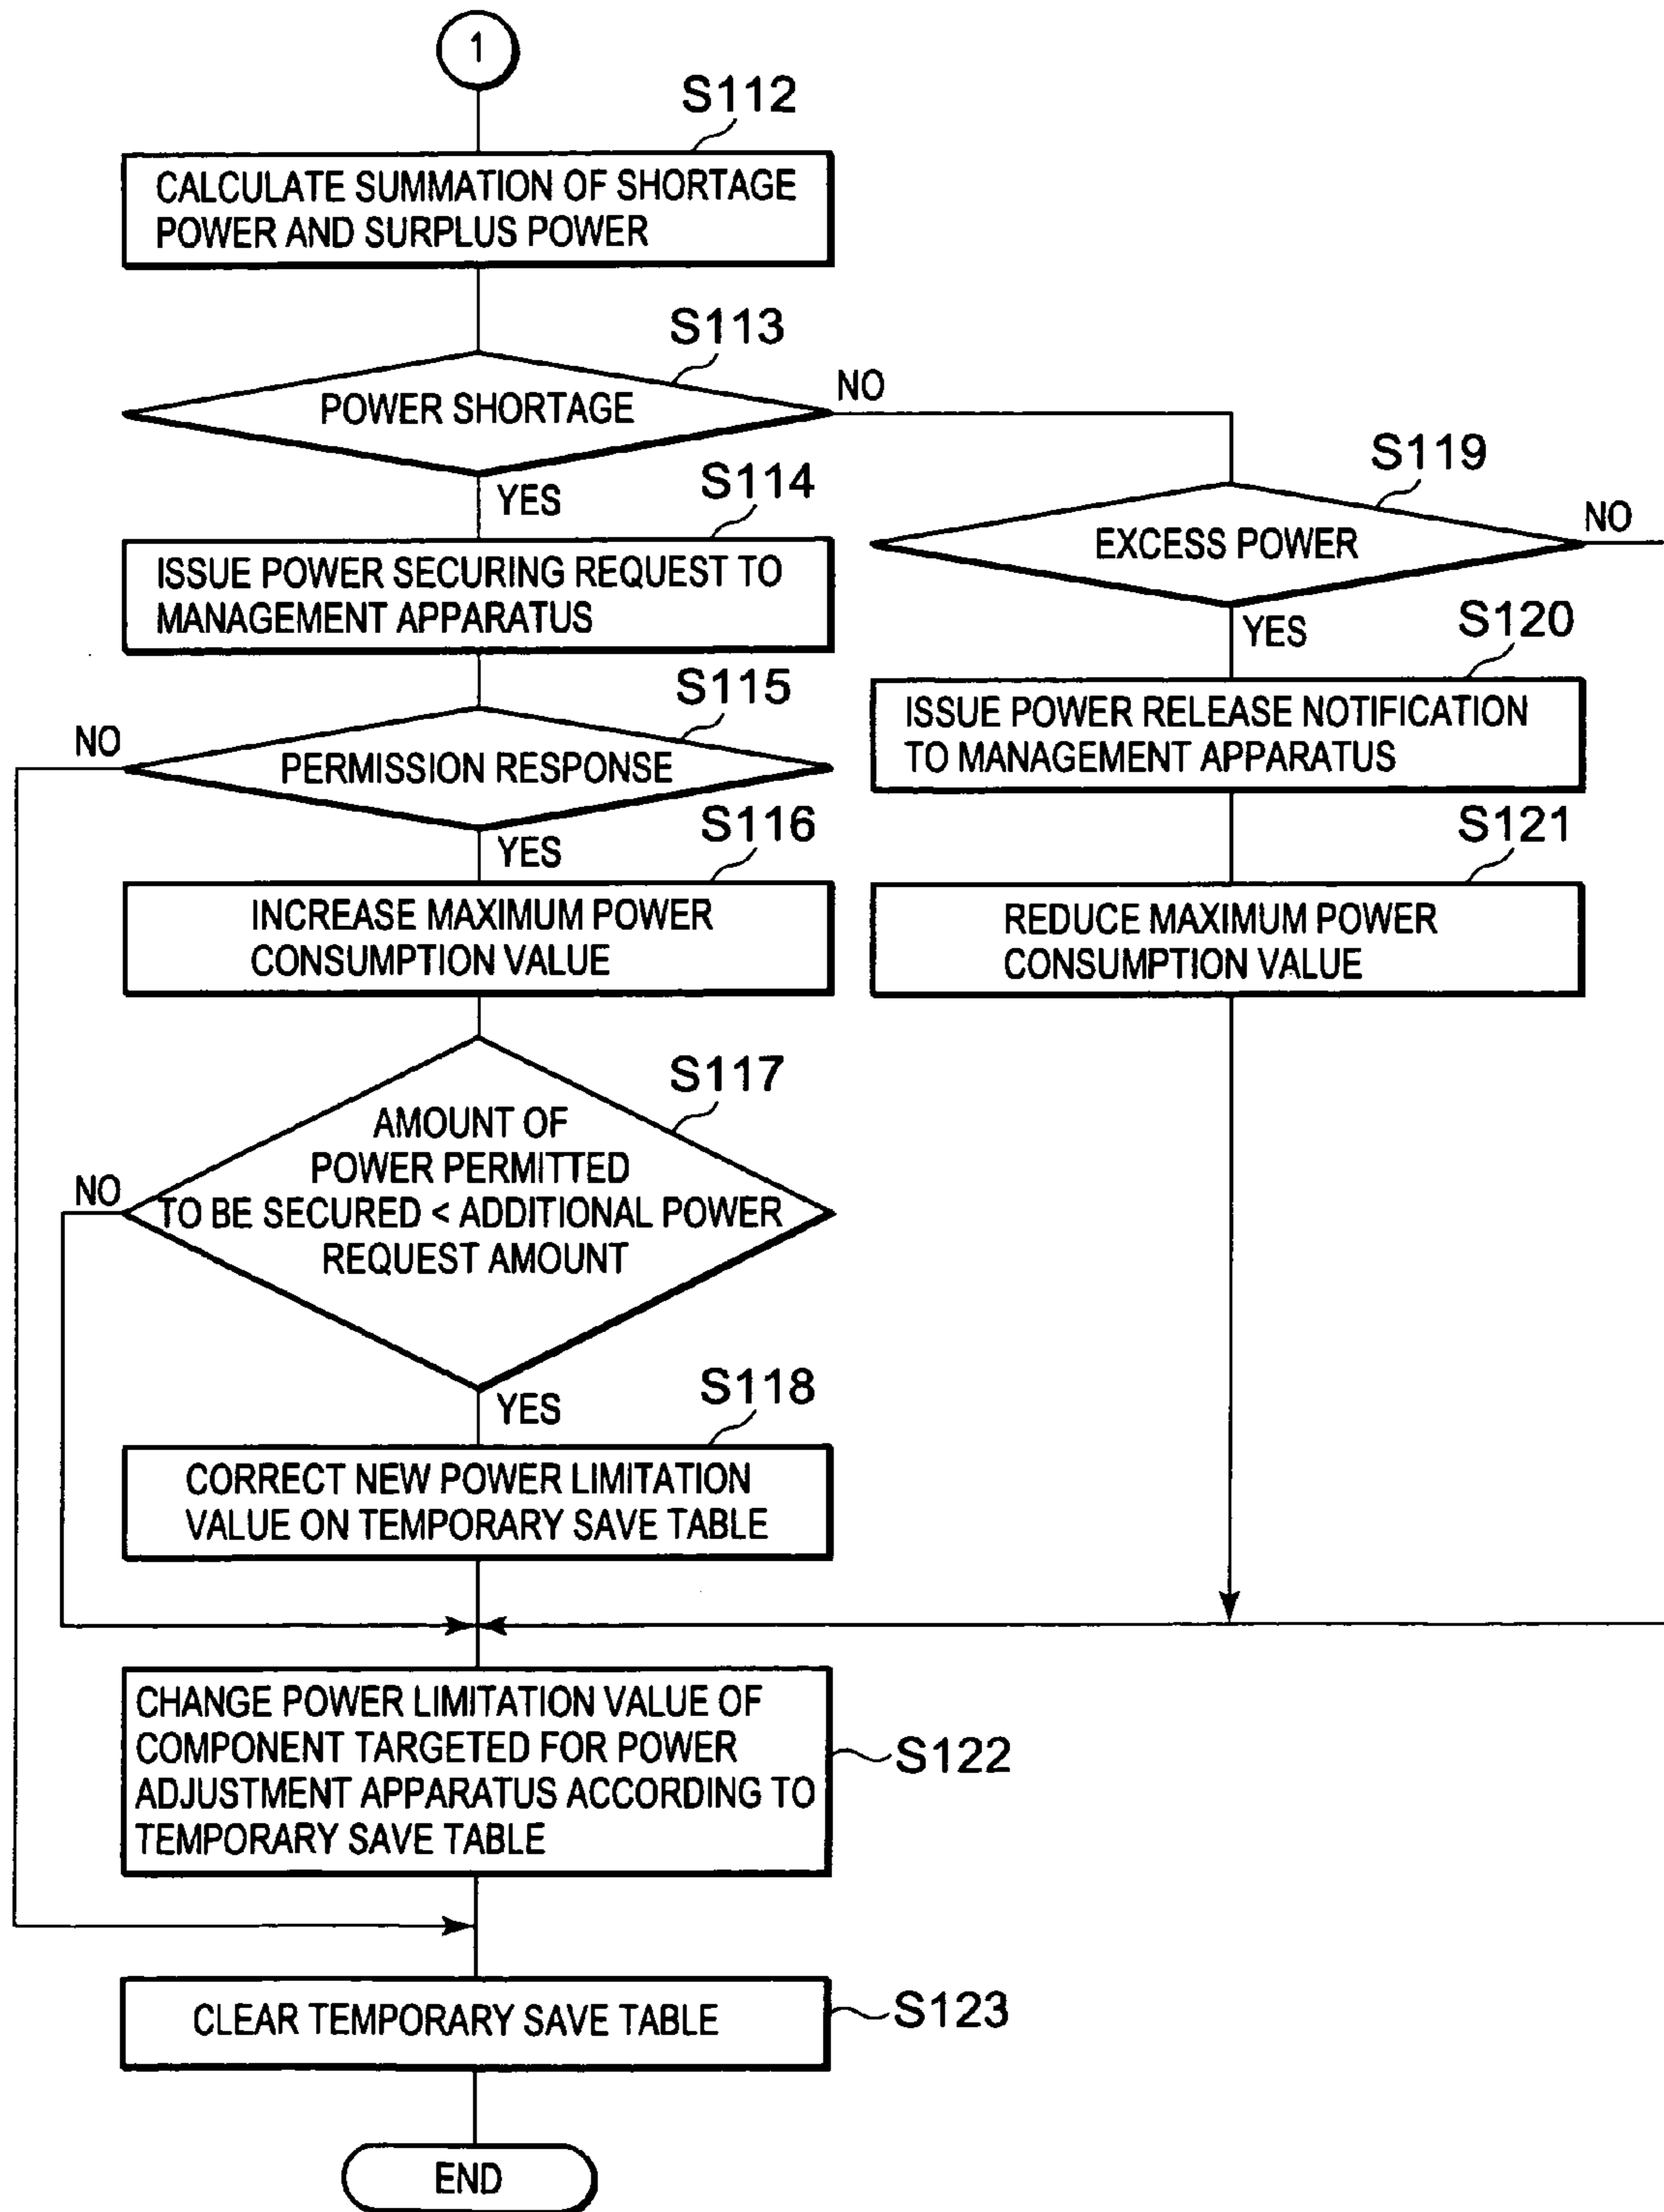 1
S112
CALCULATE SUMMATION OF SHORTAGE
POWER AND SURPLUS POWER
S113
POWER SHORTAGE
NO
YES
S114
ISSUE POWER SECURING REQUEST TO
MANAGEMENT APPARATUS
S115
NO
PERMISSION RESPONSE
YES
S116
INCREASE MAXIMUM POWER
CONSUMPTION VALUE
S117
AMOUNT OF
POWER PERMITTED
TO BE SECURED < ADDITIONAL POWER
REQUEST AMOUNT
NO
YES
S118
CORRECT NEW POWER LIMITATION
VALUE ON TEMPORARY SAVE TABLE
S119
EXCESS POWER
NO
YES
S120
ISSUE POWER RELEASE NOTIFICATION
TO MANAGEMENT APPARATUS
S121
REDUCE MAXIMUM POWER
CONSUMPTION VALUE
CHANGE POWER LIMITATION VALUE OF
COMPONENT TARGETED FOR POWER
ADJUSTMENT APPARATUS ACCORDING TO
TEMPORARY SAVE TABLE
S122
CLEAR TEMPORARY SAVE TABLE
S123
END